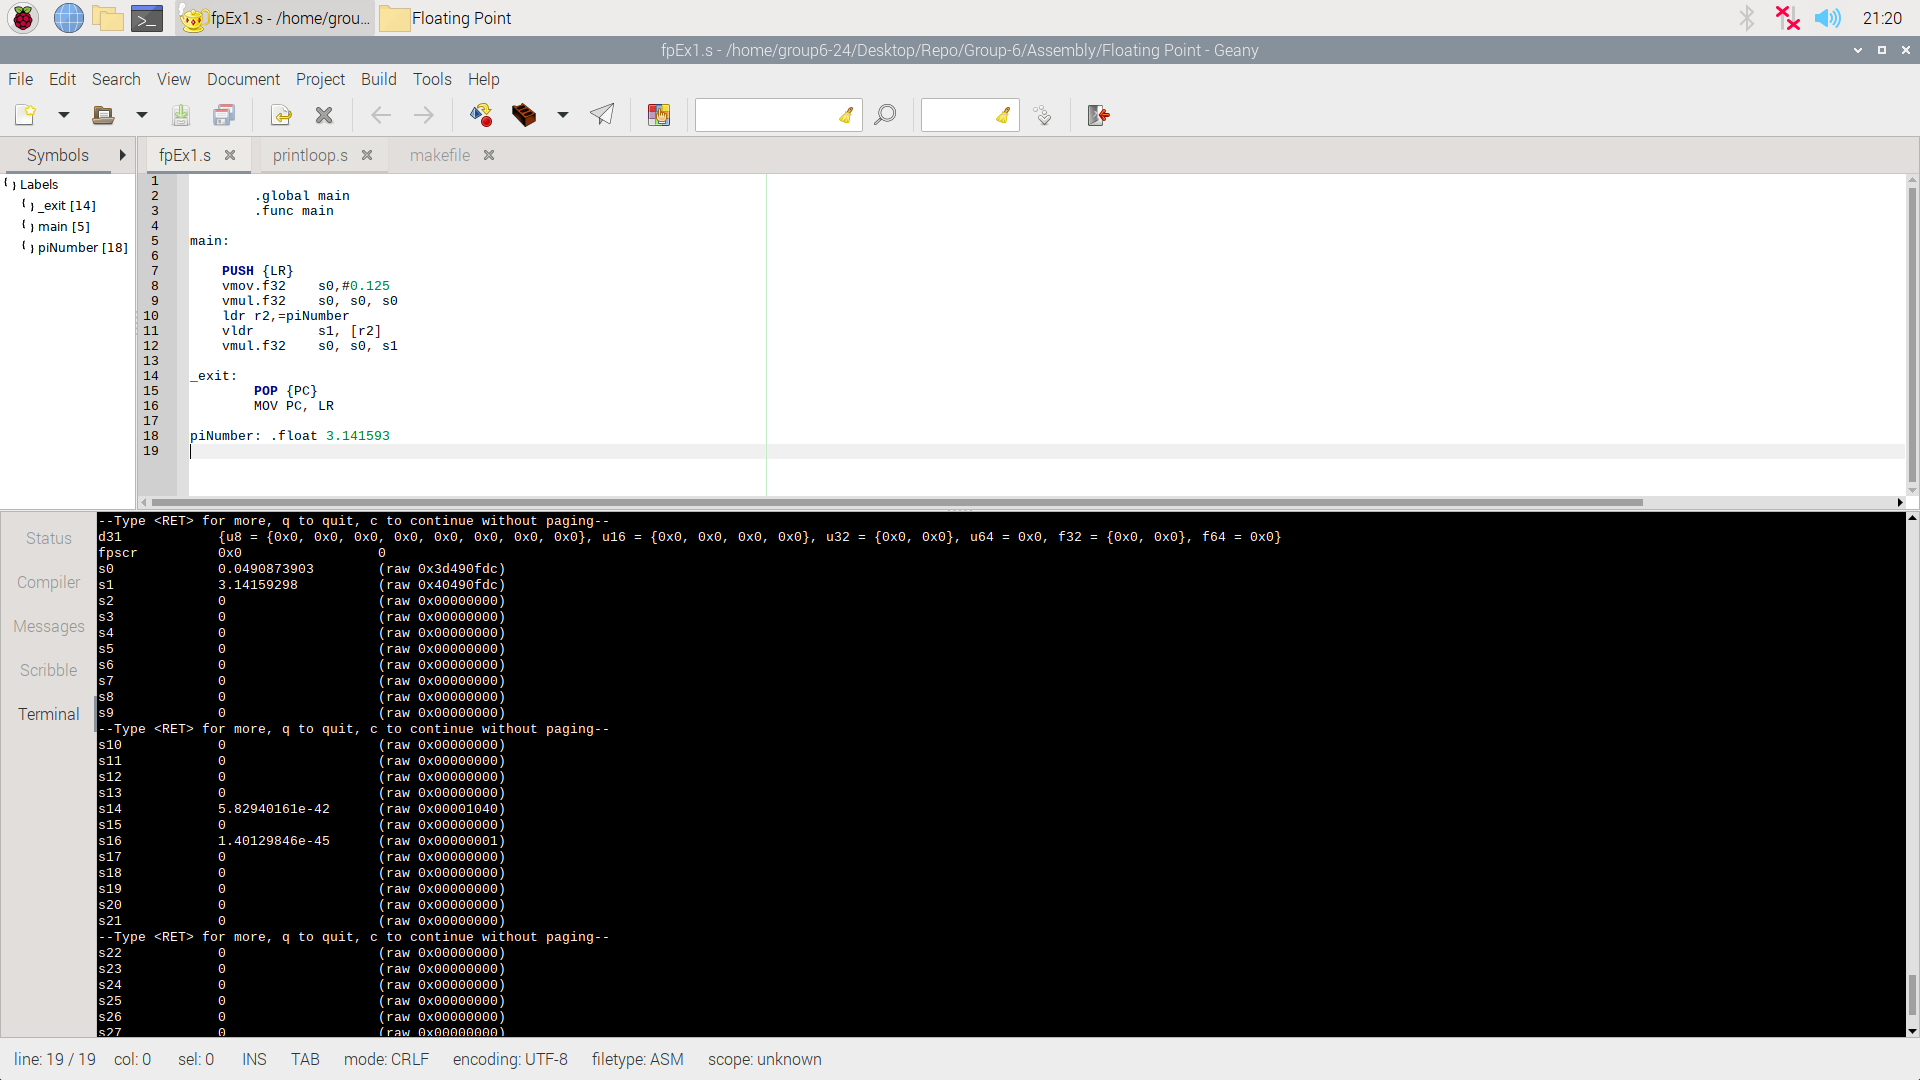 fpEx1.s - /home/grou...
Floating Point
21:20
fpEx1.s - /home/group6-24/Desktop/Repo/Group-6/Assembly/Floating Point - Geany
File Edit Search View Document Project Build Tools Help
Symbols
fpEx1.s printloop.s makefile
Labels
_exit [14]
main [5]
piNumber [18]
1
2 .global main
3 .func main
4
5 main:
6
7 PUSH {LR}
8 vmov.f32 s0,#0.125
9 vmul.f32 s0, s0, s0
10 ldr r2,=piNumber
11 vldr s1, [r2]
12 vmul.f32 s0, s0, s1
13
14 _exit:
15 POP {PC}
16 MOV PC, LR
17
18 piNumber: .float 3.141593
19
Status
Compiler
Messages
Scribble
Terminal
--Type <RET> for more, q to quit, c to continue without paging--
d31 {u8 = {0x0, 0x0, 0x0, 0x0, 0x0, 0x0, 0x0, 0x0}, u16 = {0x0, 0x0, 0x0, 0x0}, u32 = {0x0, 0x0}, u64 = 0x0, f32 = {0x0, 0x0}, f64 = 0x0}
fpscr 0x0 0
s0 0.0490873903 (raw 0x3d490fdc)
s1 3.14159298 (raw 0x40490fdc)
s2 0 (raw 0x00000000)
s3 0 (raw 0x00000000)
s4 0 (raw 0x00000000)
s5 0 (raw 0x00000000)
s6 0 (raw 0x00000000)
s7 0 (raw 0x00000000)
s8 0 (raw 0x00000000)
s9 0 (raw 0x00000000)
--Type <RET> for more, q to quit, c to continue without paging--
s10 0 (raw 0x00000000)
s11 0 (raw 0x00000000)
s12 0 (raw 0x00000000)
s13 0 (raw 0x00000000)
s14 5.82940161e-42 (raw 0x00001040)
s15 0 (raw 0x00000000)
s16 1.40129846e-45 (raw 0x00000001)
s17 0 (raw 0x00000000)
s18 0 (raw 0x00000000)
s19 0 (raw 0x00000000)
s20 0 (raw 0x00000000)
s21 0 (raw 0x00000000)
--Type <RET> for more, q to quit, c to continue without paging--
s22 0 (raw 0x00000000)
s23 0 (raw 0x00000000)
s24 0 (raw 0x00000000)
s25 0 (raw 0x00000000)
s26 0 (raw 0x00000000)
s27 0 (raw 0x00000000)
line: 19 / 19 col: 0 sel: 0 INS TAB mode: CRLF encoding: UTF-8 filetype: ASM scope: unknown